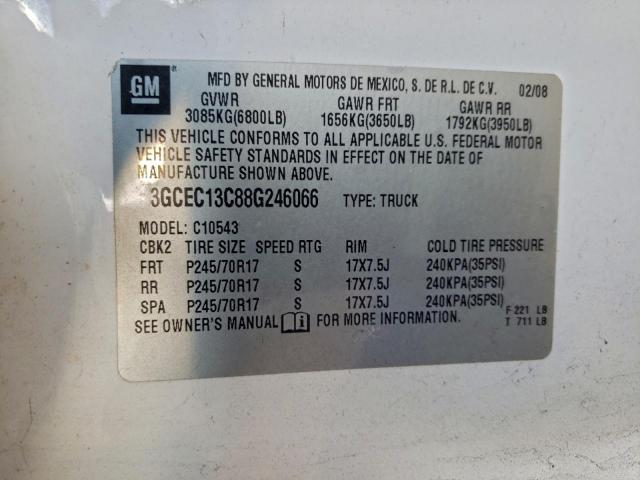 GM
MFD BY GENERAL MOTORS DE MEXICO, S. DE R.L. DE C.V. 02/08
GVWR GAWR FRT GAWR RR
3085KG(6800LB) 1656KG(3650LB) 1792KG(3950LB)
THIS VEHICLE CONFORMS TO ALL APPLICABLE U.S. FEDERAL MOTOR
VEHICLE SAFETY STANDARDS IN EFFECT ON THE DATE OF
MANUFACTURE SHOWN ABOVE.
3GCEC13C88G246066 TYPE: TRUCK
MODEL: C10543
CBK2 TIRE SIZE SPEED RTG RIM COLD TIRE PRESSURE
FRT P245/70R17 S 17X7.5J 240KPA(35PSI)
RR P245/70R17 S 17X7.5J 240KPA(35PSI)
SPA P245/70R17 S 17X7.5J 240KPA(35PSI)
SEE OWNER'S MANUAL FOR MORE INFORMATION.
F 221 LB
T 711 LB